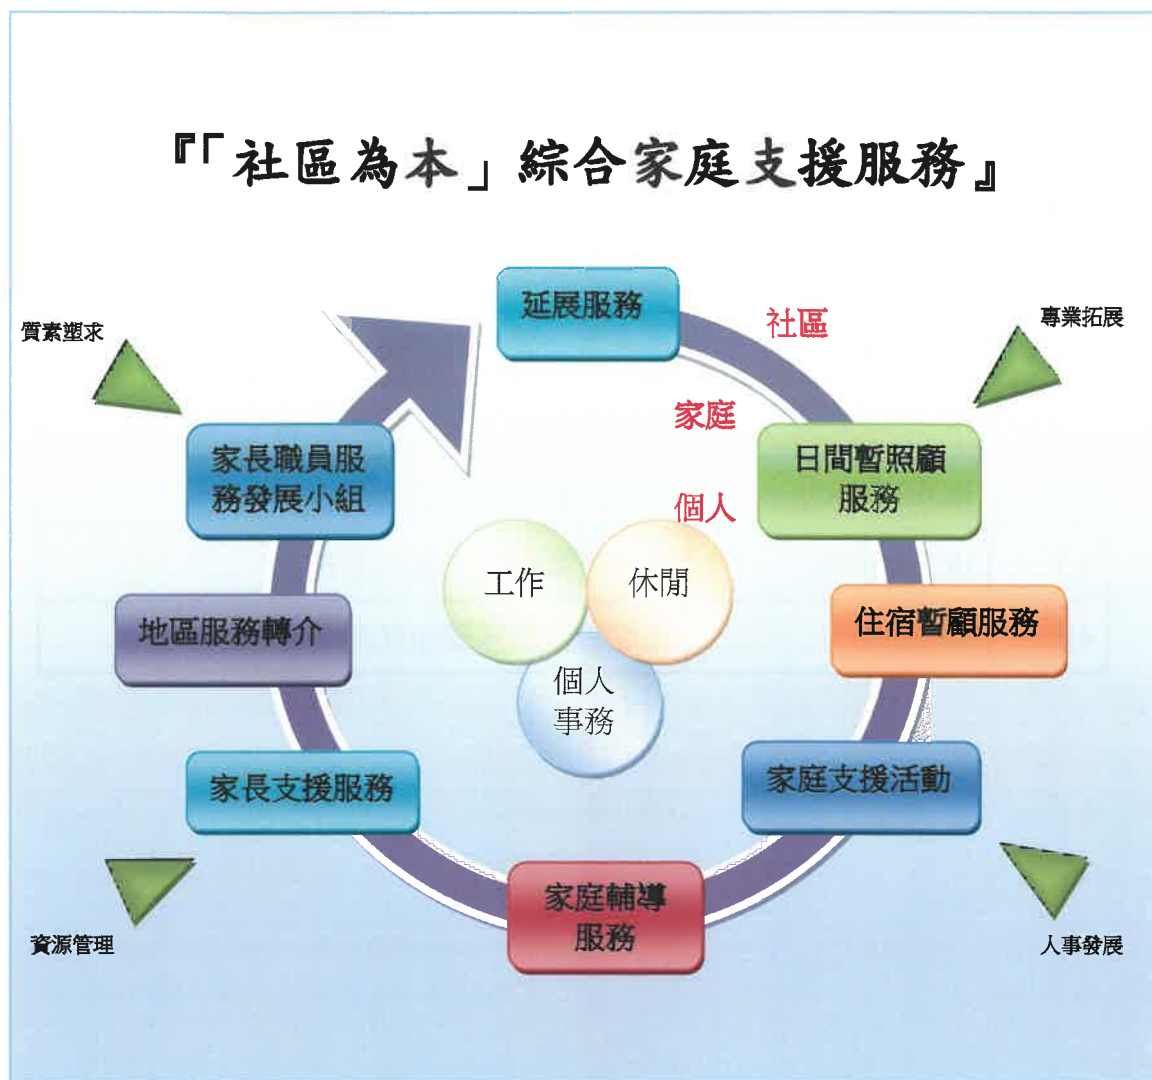 『「社區為本」綜合家庭支援服務』
延展服務
社區
質素塑求
專業拓展
家庭
家長職員服
務發展小組
日間暫照顧
服務
個人
工作
休閒
地區服務轉介
住宿暫顧服務
個人
事務
家長支援服務
家庭支援活動
家庭輔導
服務
資源管理
人事發展